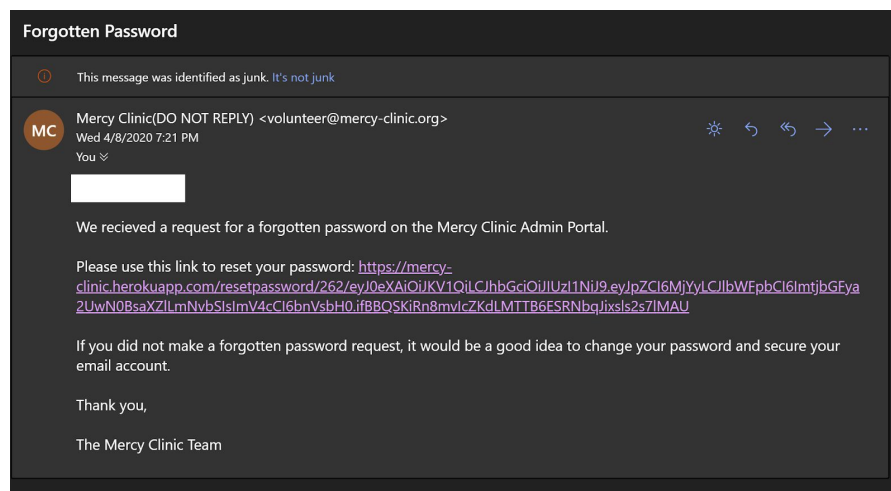 Forgotten Password
This message was identified as junk. It's not junk
MC
Mercy Clinic(DO NOT REPLY) <volunteer@mercy-clinic.org>
Wed 4/8/2020 7:21 PM
You
We recieved a request for a forgotten password on the Mercy Clinic Admin Portal.
Please use this link to reset your password: https://mercy-
clinic.herokuapp.com/resetpassword/262/eyJ0eXAiOiJKV1QiLCJhbGciOiJIUzI1NiJ9.eyJpZCI6MjYyLCJlbWFpbCI6ImtjbGFya
2UwN0BsaXZlLmNvbSIsImV4cCI6bnVsbH0.ifBBQSKiRn8mvIcZKdLMTTB6ESRNbqJixsls2s7lMAU
If you did not make a forgotten password request, it would be a good idea to change your password and secure your
email account.
Thank you,
The Mercy Clinic Team